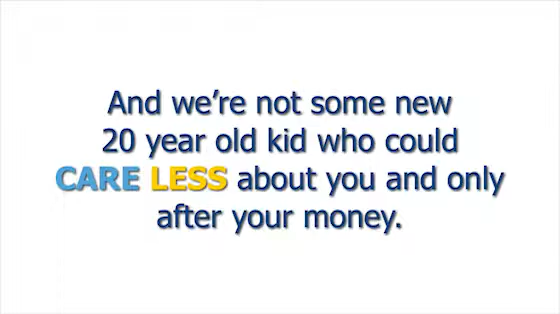 And we’re not some new
20 year old kid who could
CARE LESS about you and only
after your money.